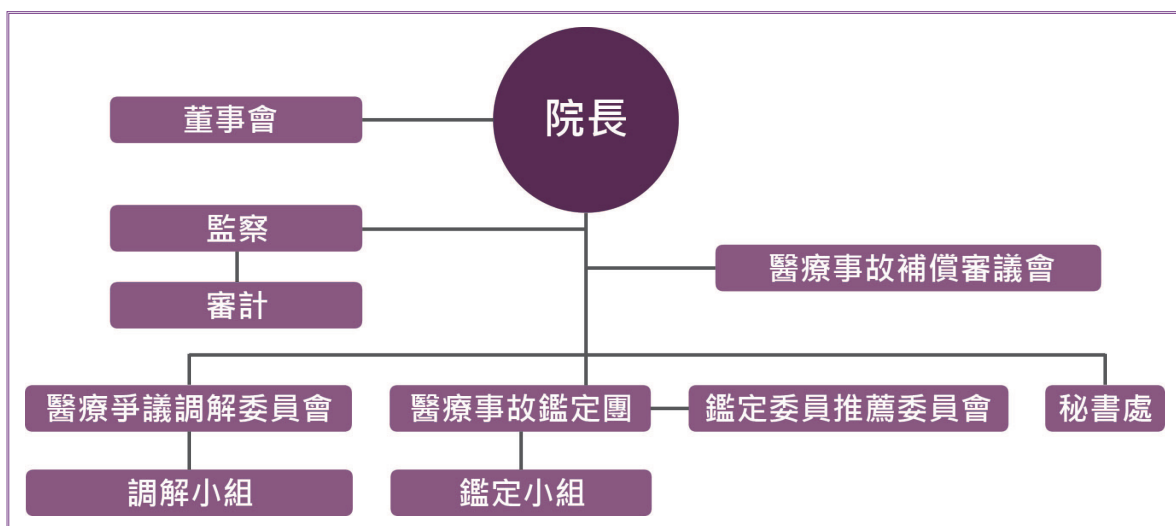 院長
董事會
監察
審計
醫療事故補償審議會
醫療爭議調解委員會
醫療事故鑑定團
鑑定委員推薦委員會
秘書處
調解小組
鑑定小組